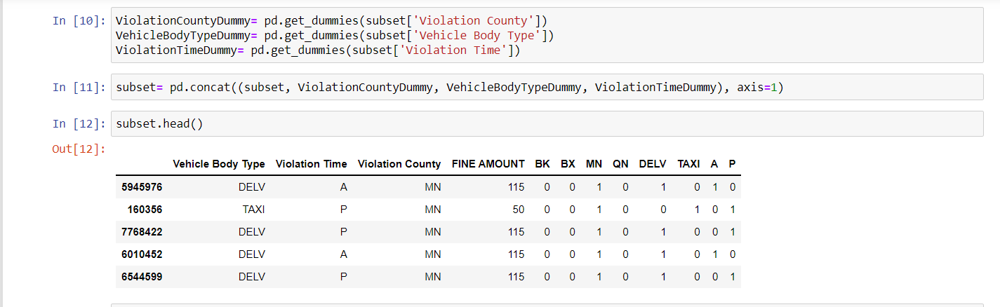 In [10]: ViolationCountyDummy= pd.get_dummies(subset['Violation County'])
VehicleBodyTypeDummy= pd.get_dummies(subset['Vehicle Body Type'])
ViolationTimeDummy= pd.get_dummies(subset['Violation Time'])
In [11]: subset= pd.concat((subset, ViolationCountyDummy, VehicleBodyTypeDummy, ViolationTimeDummy), axis=1)
In [12]: subset.head()
Out[12]:
Vehicle Body Type Violation Time Violation County FINE AMOUNT BK BX MN QN DELV TAXI A P
5945976 DELV A MN 115 0 0 1 0 1 0 1 0
160356 TAXI P MN 50 0 0 1 0 0 1 0 1
7768422 DELV P MN 115 0 0 1 0 1 0 0 1
6010452 DELV A MN 115 0 0 1 0 1 0 1 0
6544599 DELV P MN 115 0 0 1 0 1 0 0 1